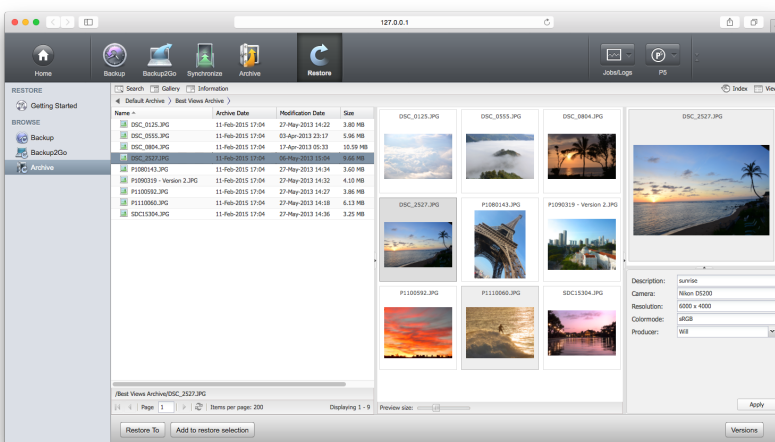 127.0.0.1
Home
Backup
Backup2Go
Synchronize
Archive
Restore
Jobs/Logs
P5
RESTORE
Getting Started
BROWSE
Backup
Backup2Go
Archive
Search Gallery Information
Index
Default Archive Best Views Archive
Name Archive Date Modification Date Size
DSC_0125.JPG 11-Feb-2015 17:04 27-May-2013 14:22 3.80 MB
DSC_0555.JPG 11-Feb-2015 17:04 03-Apr-2013 23:17 5.96 MB
DSC_0804.JPG 11-Feb-2015 17:04 17-Apr-2013 05:33 10.59 MB
DSC_2527.JPG 11-Feb-2015 17:04 06-May-2013 15:04 9.66 MB
P1080143.JPG 11-Feb-2015 17:04 27-May-2013 14:34 3.60 MB
P1090319 - Version 2.JPG 11-Feb-2015 17:04 27-May-2013 14:32 4.10 MB
P1100592.JPG 11-Feb-2015 17:04 27-May-2013 14:27 3.86 MB
P1110060.JPG 11-Feb-2015 17:04 27-May-2013 14:18 6.13 MB
SDC15304.JPG 11-Feb-2015 17:04 27-May-2013 14:36 3.25 MB
/Best Views Archive/DSC_2527.JPG
Page 1 Items per page: 200 Displaying 1 - 9
DSC_0125.JPG DSC_0555.JPG DSC_0804.JPG
DSC_2527.JPG P1080143.JPG P1090319 - Version 2.JPG
P1100592.JPG P1110060.JPG SDC15304.JPG
Preview size:
DSC_2527.JPG
Description: sunrise
Camera: Nikon D5200
Resolution: 6000 x 4000
Colormode: sRGB
Producer: Will
Apply
Restore To
Add to restore selection
Versions